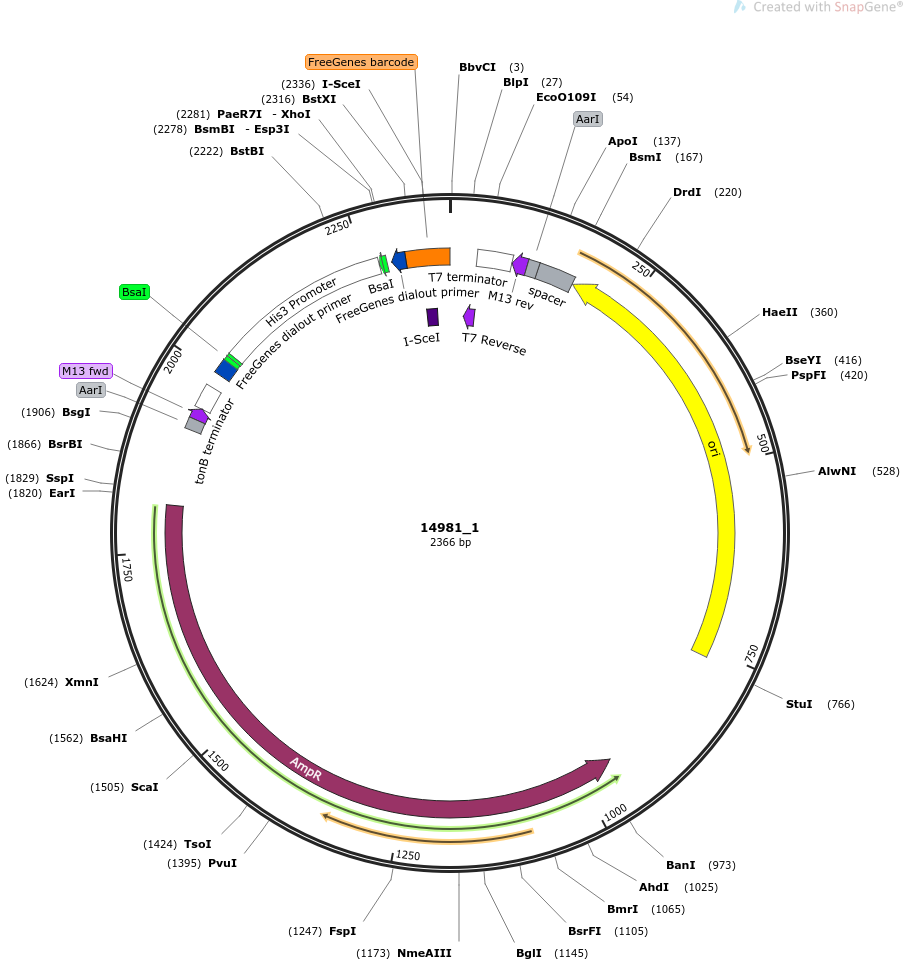 Created with SnapGene®
FreeGenes barcode
(2336) I-SceI
(2316) BstXI
(2281) PaeR7I - XhoI
(2278) BsmBI - Esp3I
(2222) BstBI
BbvCI (3)
BlpI (27)
EcoO109I (54)
AarI
ApoI (137)
BsmI (167)
DrdI (220)
HaeII (360)
BseYI (416)
PspFI (420)
AlwNI (528)
StuI (766)
BanI (973)
AhdI (1025)
BmrI (1065)
BsrFI (1105)
BglI (1145)
(1173) NmeAIII
(1247) FspI
(1395) PvuI
(1424) TsoI
(1505) ScaI
(1562) BsaHI
(1624) XmnI
(1820) EarI
(1829) SspI
(1866) BsrBI
(1906) BsgI
AarI
M13 fwd
BsaI
250
500
750
1000
1250
1500
1750
2000
2250
T7 terminator
M13 rev
spacer
ori
AmpR
tonB terminator
FreeGenes dialout primer
His3 Promoter
BsaI
FreeGenes dialout primer
I-SceI
T7 Reverse
14981_1
2366 bp